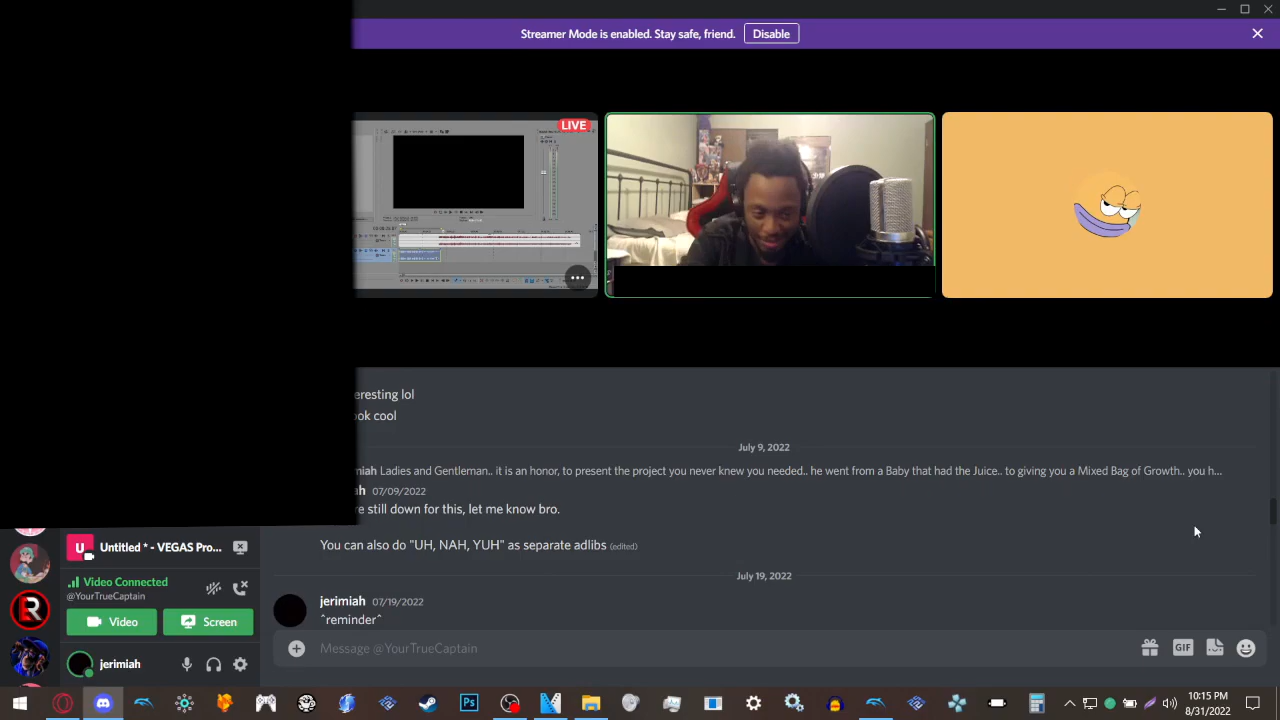 Streamer Mode is enabled. Stay safe, friend. Disable
LIVE
eresting lol
ook cool
July 9, 2022
miah Ladies and Gentleman.. it is an honor, to present the project you never knew you needed.. he went from a Baby that had the Juice.. to giving you a Mixed Bag of Growth.. you h...
ah 07/09/2022
re still down for this, let me know bro.
You can also do "UH, NAH, YUH" as separate adlibs (edited)
July 19, 2022
jerimiah 07/19/2022
^reminder^
Untitled * - VEGAS Pro...
Video Connected
@YourTrueCaptain
Video
Screen
jerimiah
Message @YourTrueCaptain
GIF
Ps
10:15 PM
8/31/2022